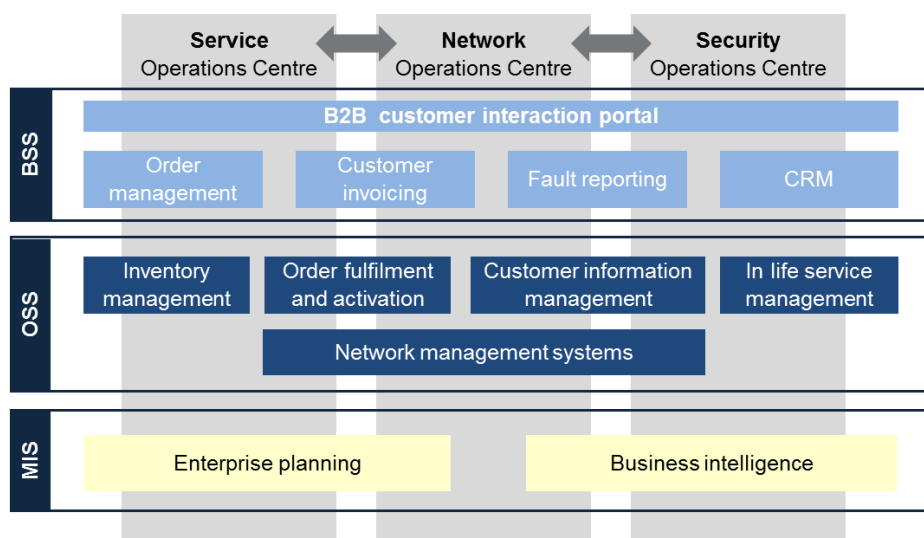 Service
Operations Centre
Network
Operations Centre
Security
Operations Centre
BSS
B2B customer interaction portal
Order
management
Customer
invoicing
Fault reporting
CRM
OSS
Inventory
management
Order fulfilment
and activation
Customer information
management
In life service
management
Network management systems
MIS
Enterprise planning
Business intelligence